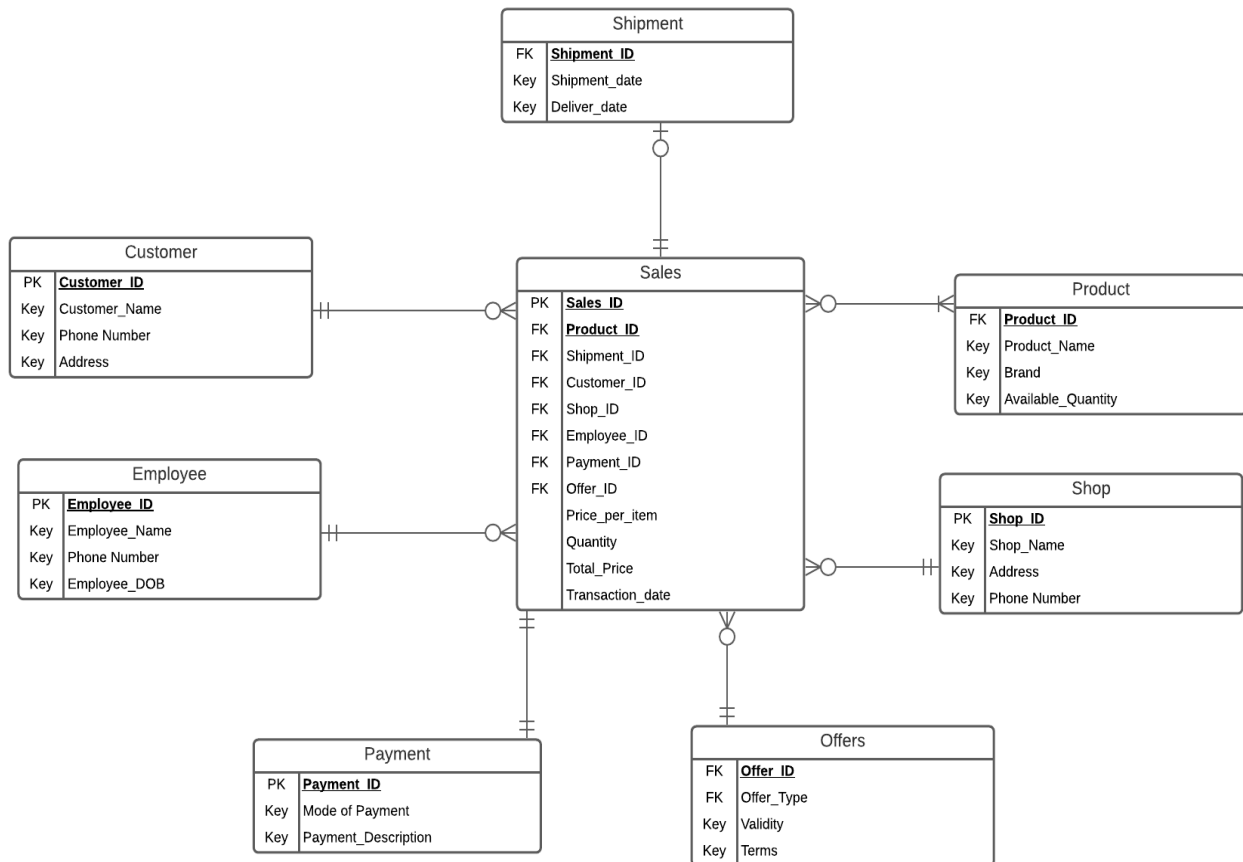 Shipment
FK Shipment_ID
Key Shipment_date
Key Deliver_date
Customer
PK Customer_ID
Key Customer_Name
Key Phone Number
Key Address
Sales
PK Sales_ID
FK Product_ID
FK Shipment_ID
FK Customer_ID
FK Shop_ID
FK Employee_ID
FK Payment_ID
FK Offer_ID
Price_per_item
Quantity
Total_Price
Transaction_date
Product
FK Product_ID
Key Product_Name
Key Brand
Key Available_Quantity
Employee
PK Employee_ID
Key Employee_Name
Key Phone Number
Key Employee_DOB
Shop
PK Shop_ID
Key Shop_Name
Key Address
Key Phone Number
Payment
PK Payment_ID
Key Mode of Payment
Key Payment_Description
Offers
FK Offer_ID
FK Offer_Type
Key Validity
Key Terms